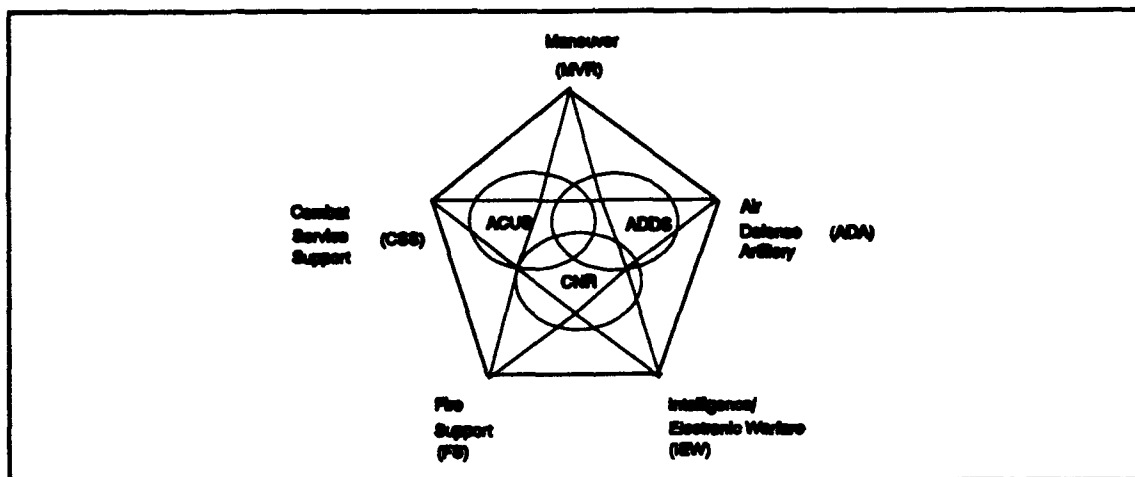 Maneuver
(MVR)
Combat
Service (CSS)
Support
ACUS
ADDS
Air
Defense (ADA)
Artillery
CNR
Fire
Support
(FS)
Intelligence/
Electronic Warfare
(IEW)